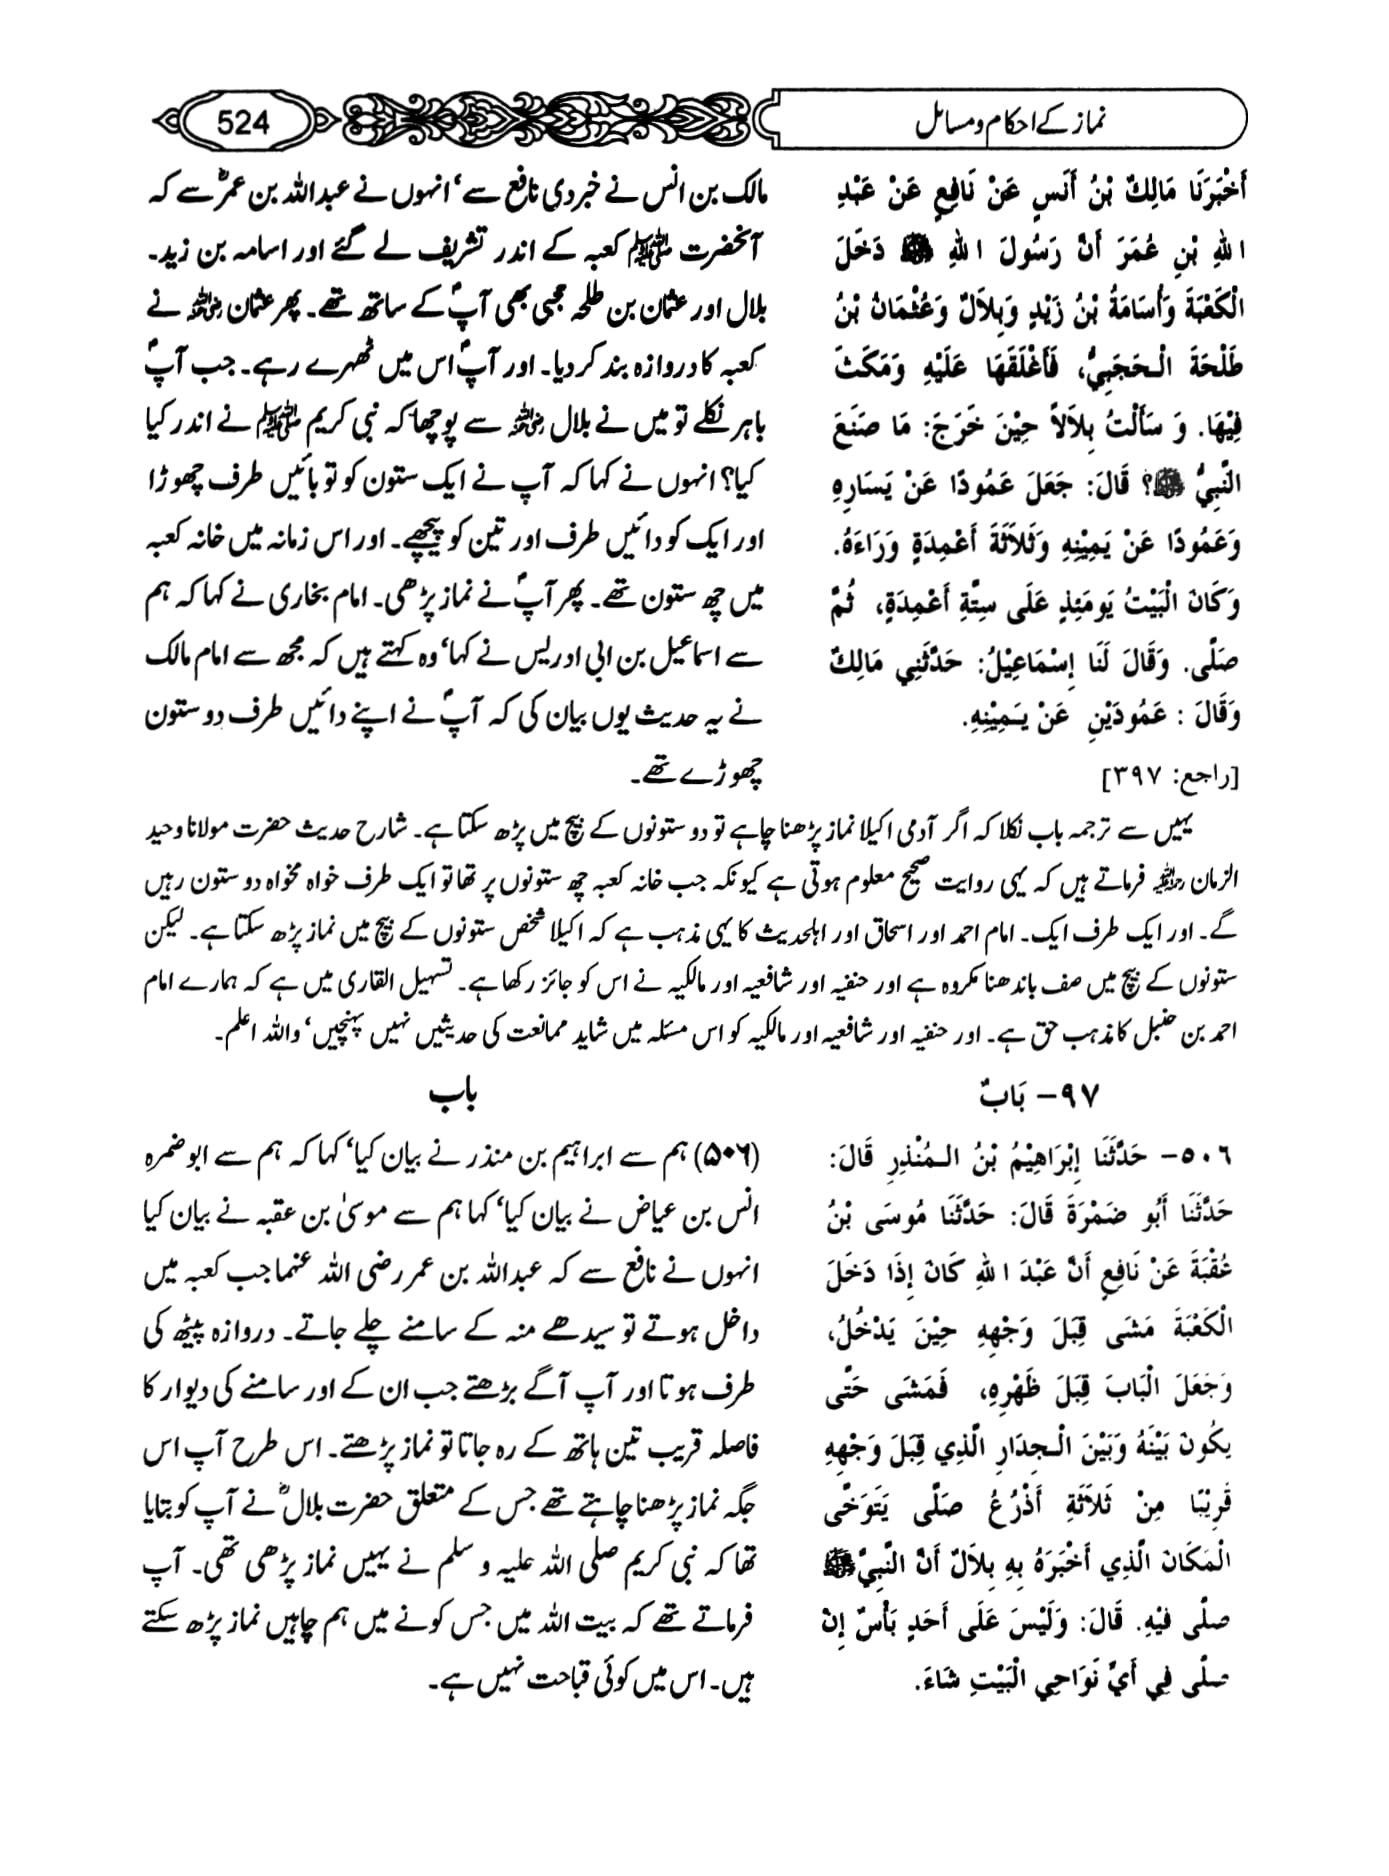 نماز کے احکام و مسائل
524
أَخْبَرَنَا مَالِكُ بْنُ أَنَسٍ عَنْ نَافِعٍ عَنْ عَبْدِ
اللهِ بْنِ عُمَرَ أَنَّ رَسُولَ اللهِ ﷺ دَخَلَ
الْكَعْبَةَ وَأُسَامَةُ بْنُ زَيْدٍ وَبِلاَلٌ وَعُثْمَانُ بْنُ
طَلْحَةَ الْحَجَبِيُّ، فَأَغْلَقَهَا عَلَيْهِ وَمَكَثَ
فِيْهَا. وَ سَأَلْتُ بِلاَلاً حِيْنَ خَرَجَ: مَا صَنَعَ
النَّبِيُّ ﷺ؟ قَالَ: جَعَلَ عَمُودًا عَنْ يَسَارِهِ
وَعَمُودًا عَنْ يَمِيْنِهِ وَثَلاَثَةَ أَعْمِدَةٍ وَرَاءَهُ.
وَكَانَ الْبَيْتُ يَومَئِذٍ عَلَى سِتَّةِ أَعْمِدَةٍ، ثُمَّ
صَلَّى. وَقَالَ لَنَا إِسْمَاعِيْلُ: حَدَّثَنِي مَالِكٌ
وَقَالَ : عَمُودَيْنِ عَنْ يَمِيْنِهِ.
[راجع: ٣٩٧]
مالک بن انس نے خبر دی نافع سے‘ انہوں نے عبداللہ بن عمرؓ سے کہ
آنحضرت ﷺ کعبہ کے اندر تشریف لے گئے اور اسامہ بن زید۔
بلال اور عثمان بن طلحہ حجبی بھی آپؐ کے ساتھ تھے۔ پھر عثمان رضی اللہ عنہ نے
کعبہ کا دروازہ بند کر دیا۔ اور آپؐ اس میں ٹھہرے رہے۔ جب آپؐ
باہر نکلے تو میں نے بلال رضی اللہ عنہ سے پوچھا کہ نبی کریم ﷺ نے اندر کیا
کیا؟ انہوں نے کہا کہ آپ نے ایک ستون کو تو بائیں طرف چھوڑا
اور ایک کو دائیں طرف اور تین کو پیچھے۔ اور اس زمانہ میں خانہ کعبہ
میں چھ ستون تھے۔ پھر آپؐ نے نماز پڑھی۔ امام بخاری نے کہا کہ ہم
سے اسماعیل بن ابی ادریس نے کہا‘ وہ کہتے ہیں کہ مجھ سے امام مالک
نے یہ حدیث یوں بیان کی کہ آپؐ نے اپنے دائیں طرف دو ستون
چھوڑے تھے۔
یہیں سے ترجمہ باب نکلا کہ اگر آدمی اکیلا نماز پڑھنا چاہے تو دو ستونوں کے بیچ میں پڑھ سکتا ہے۔ شارح حدیث حضرت مولانا وحید
الزمان رحمہ اللہ فرماتے ہیں کہ یہی روایت صحیح معلوم ہوتی ہے کیونکہ جب خانہ کعبہ چھ ستونوں پر تھا تو ایک طرف خواہ مخواہ دو ستون رہیں
گے۔ اور ایک طرف ایک۔ امام احمد اور اسحاق اور اہلحدیث کا یہی مذہب ہے کہ اکیلا شخص ستونوں کے بیچ میں نماز پڑھ سکتا ہے۔ لیکن
ستونوں کے بیچ میں صف باندھنا مکروہ ہے اور حنفیہ اور شافعیہ اور مالکیہ نے اس کو جائز رکھا ہے۔ تسہیل القاری میں ہے کہ ہمارے امام
احمد بن حنبل کا مذہب حق ہے۔ اور حنفیہ اور شافعیہ اور مالکیہ کو اس مسئلہ میں شاید ممانعت کی حدیثیں نہیں پہنچیں‘ واللہ اعلم۔
٩٧- بَابٌ
باب
٥٠٦- حَدَّثَنَا إِبْرَاهِيْمُ بْنُ الْمُنْذِرِ قَالَ:
حَدَّثَنَا أَبُو ضَمْرَةَ قَالَ: حَدَّثَنَا مُوسَى بْنُ
عُقْبَةَ عَنْ نَافِعٍ أَنَّ عَبْدَ اللهِ كَانَ إِذَا دَخَلَ
الْكَعْبَةَ مَشَى قِبَلَ وَجْهِهِ حِيْنَ يَدْخُلُ،
وَجَعَلَ الْبَابَ قِبَلَ ظَهْرِهِ، فَمَشَى حَتَّى
يَكُونَ بَيْنَهُ وَبَيْنَ الْجِدَارِ الَّذِي قِبَلَ وَجْهِهِ
قَرِيْبًا مِنْ ثَلاَثَةِ أَذْرُعٍ صَلَّى يَتَوَخَّى
الْمَكَانَ الَّذِي أَخْبَرَهُ بِهِ بِلاَلٌ أَنَّ النَّبِيَّ ﷺ
صلَّى فِيْهِ. قَالَ: وَلَيْسَ عَلَى أَحَدٍ بَأْسٌ إِنْ
صَلَّى فِي أَيِّ نَوَاحِي الْبَيْتِ شَاءَ.
(۵۰۶) ہم سے ابراہیم بن منذر نے بیان کیا‘ کہا کہ ہم سے ابو ضمرہ
انس بن عیاض نے بیان کیا‘ کہا ہم سے موسیٰ بن عقبہ نے بیان کیا
انہوں نے نافع سے کہ عبداللہ بن عمر رضی اللہ عنہما جب کعبہ میں
داخل ہوتے تو سیدھے منہ کے سامنے چلے جاتے۔ دروازہ پیٹھ کی
طرف ہوتا اور آپ آگے بڑھتے جب ان کے اور سامنے کی دیوار کا
فاصلہ قریب تین ہاتھ کے رہ جاتا تو نماز پڑھتے۔ اس طرح آپ اس
جگہ نماز پڑھنا چاہتے تھے جس کے متعلق حضرت بلالؓ نے آپ کو بتایا
تھا کہ نبی کریم صلی اللہ علیہ و سلم نے یہیں نماز پڑھی تھی۔ آپ
فرماتے تھے کہ بیت اللہ میں جس کونے میں ہم چاہیں نماز پڑھ سکتے
ہیں۔ اس میں کوئی قباحت نہیں ہے۔